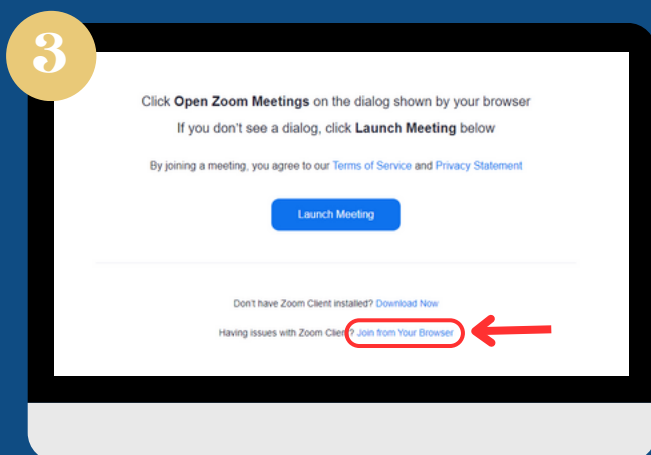 3
Click Open Zoom Meetings on the dialog shown by your browser
If you don't see a dialog, click Launch Meeting below
By joining a meeting, you agree to our Terms of Service and Privacy Statement
Launch Meeting
Don't have Zoom Client installed? Download Now
Having issues with Zoom Client? Join from Your Browser